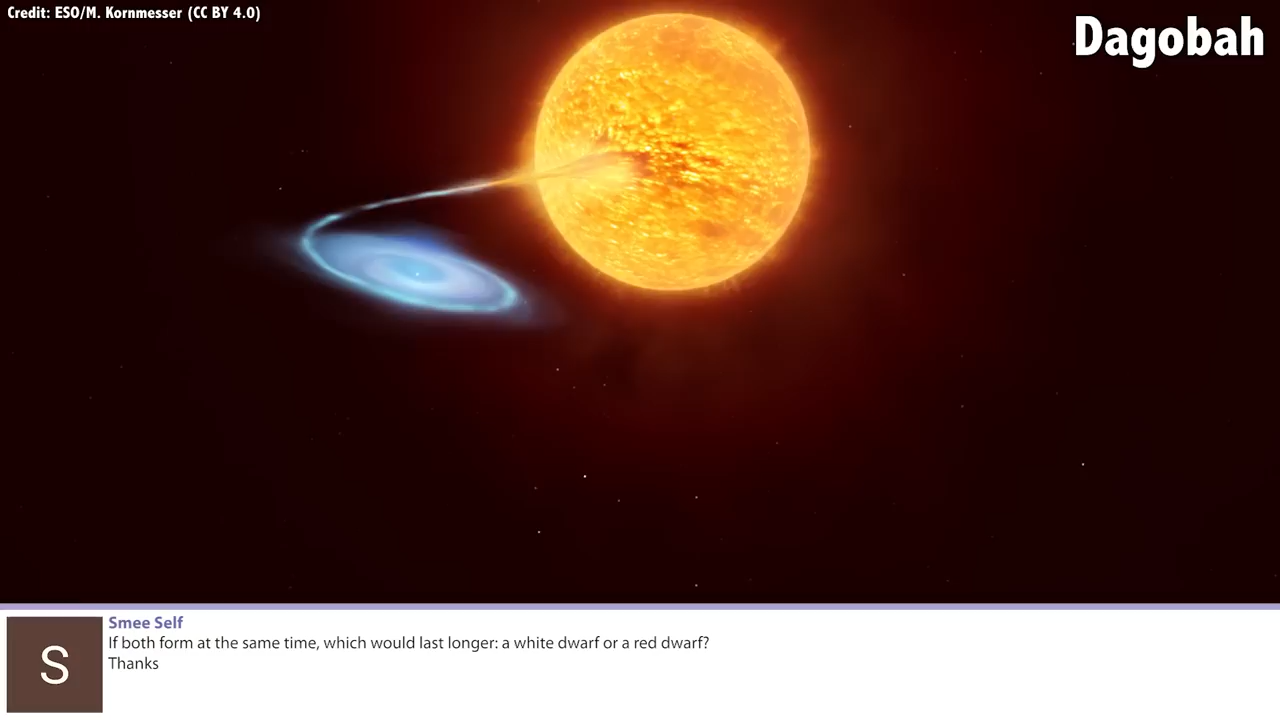 Credit: ESO/M. Kornmesser (CC BY 4.0)
Dagobah
S
Smee Self
If both form at the same time, which would last longer: a white dwarf or a red dwarf?
Thanks